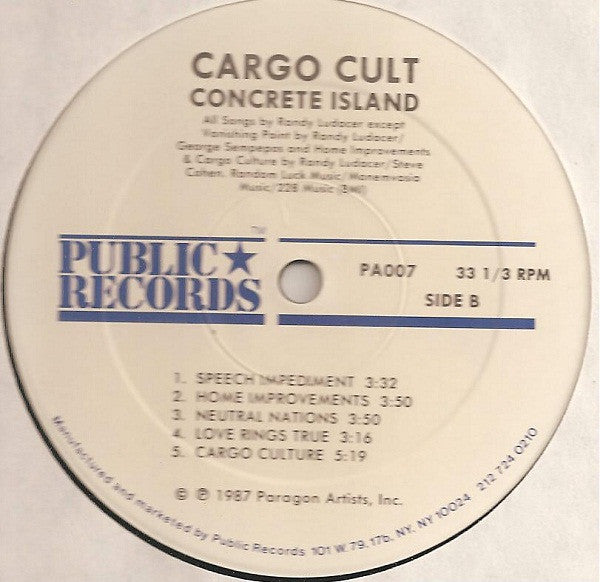 CARGO CULT
CONCRETE ISLAND
All Songs by Randy Ludacer except
Vanishing Point by Randy Ludacer/
George Sempepos and Home Improvements
& Cargo Culture by Randy Ludacer/Steve
Cohen. Random Luck Music/Monemvasia
Music/228 Music (BMI)
TM
PUBLIC★
RECORDS
PA007 33 1/3 RPM
SIDE B
1. SPEECH IMPEDIMENT 3:32
2. HOME IMPROVEMENTS 3:50
3. NEUTRAL NATIONS 3:50
4. LOVE RINGS TRUE 3:16
5. CARGO CULTURE 5:19
© ℗ 1987 Paragon Artists, Inc.
Manufactured and marketed by Public Records 101 W. 79, 17b, NY, NY 10024 212 724 0210